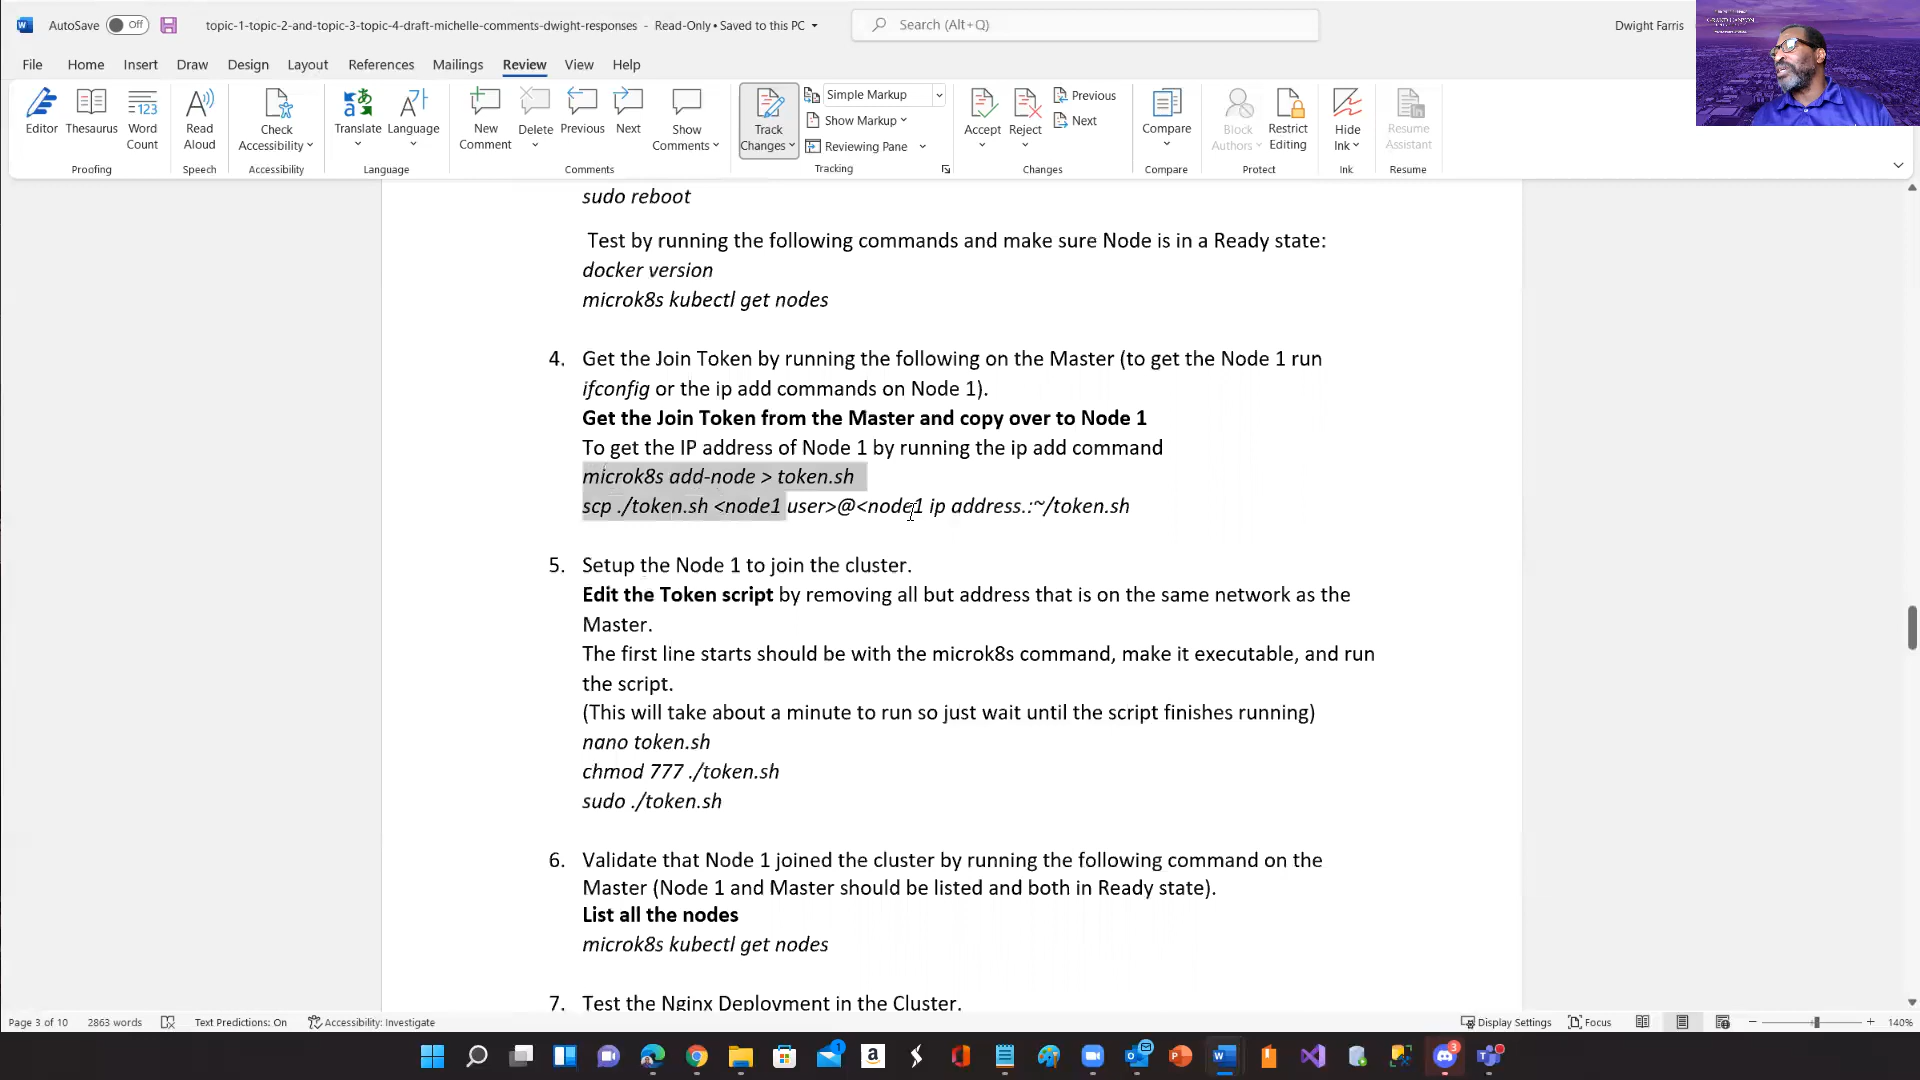 AutoSave Off topic-1-topic-2-and-topic-3-topic-4-draft-michelle-comments-dwight-responses - Read-Only • Saved to this PC Search (Alt+Q) Dwight Farris
File Home Insert Draw Design Layout References Mailings Review View Help
Editor Thesaurus Word Count
Proofing
Read Aloud
Speech
Check Accessibility
Accessibility
Translate Language
Language
New Comment Delete Previous Next Show Comments
Comments
Track Changes Simple Markup
Show Markup
Reviewing Pane
Tracking
Accept Reject Previous
Next
Changes
Compare
Compare
Block Authors Restrict Editing
Protect
Hide Ink
Ink
Resume Assistant
Resume
sudo reboot
Test by running the following commands and make sure Node is in a Ready state:
docker version
microk8s kubectl get nodes
4. Get the Join Token by running the following on the Master (to get the Node 1 run
ifconfig or the ip add commands on Node 1).
Get the Join Token from the Master and copy over to Node 1
To get the IP address of Node 1 by running the ip add command
microk8s add-node > token.sh
scp ./token.sh <node1 user>@<node1 ip address.:~/token.sh
5. Setup the Node 1 to join the cluster.
Edit the Token script by removing all but address that is on the same network as the
Master.
The first line starts should be with the microk8s command, make it executable, and run
the script.
(This will take about a minute to run so just wait until the script finishes running)
nano token.sh
chmod 777 ./token.sh
sudo ./token.sh
6. Validate that Node 1 joined the cluster by running the following command on the
Master (Node 1 and Master should be listed and both in Ready state).
List all the nodes
microk8s kubectl get nodes
7. Test the Nginx Deployment in the Cluster.
Page 3 of 10 2863 words Text Predictions: On Accessibility: Investigate Display Settings Focus 140%